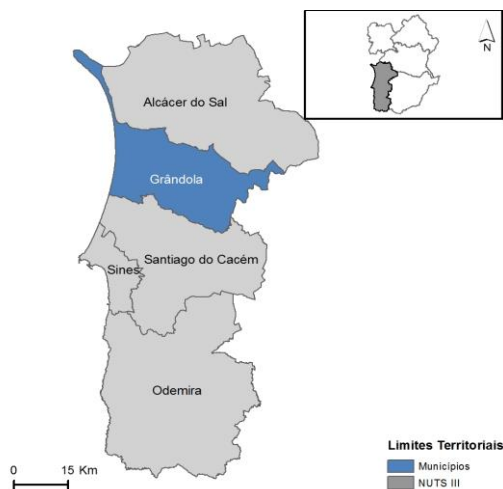 N
Alcácer do Sal
Grândola
Santiago do Cacém
Sines
Odemira
0 15 Km
Limites Territoriais
Municípios
NUTS III